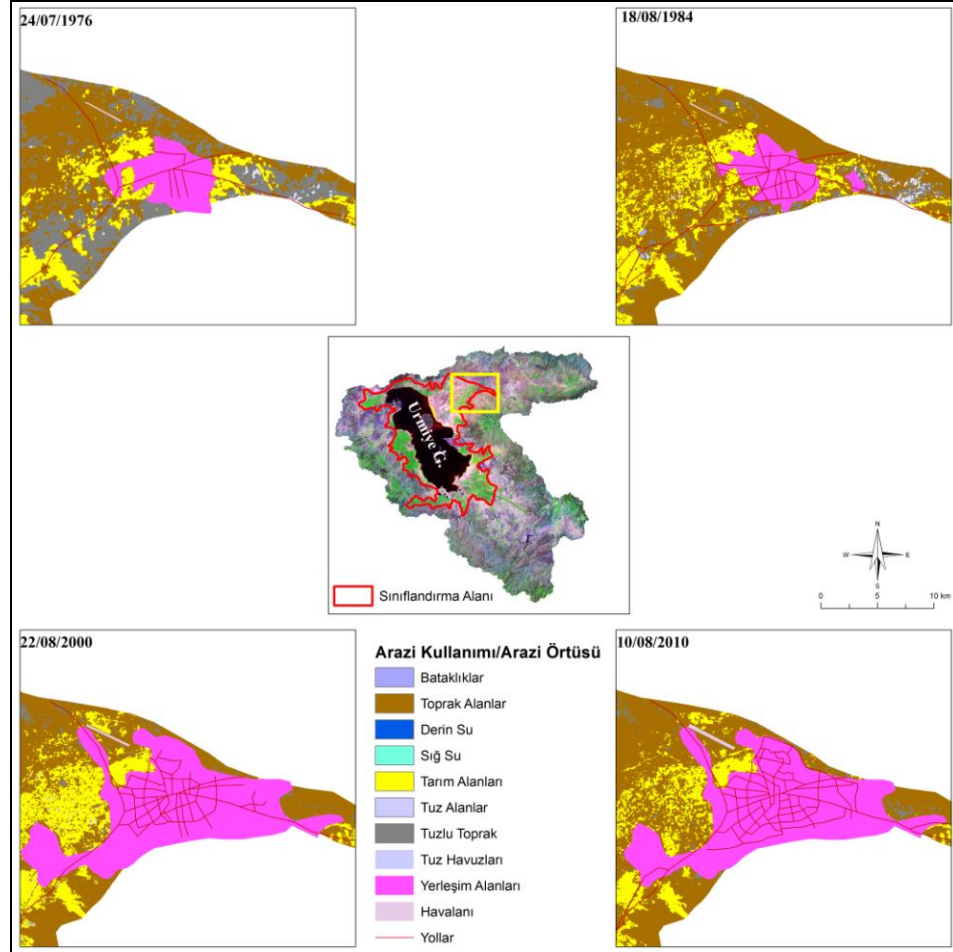 24/07/1976
18/08/1984
Urmiye G.
Sınıflandırma Alanı
N
W
E
S
0 5 10 km
22/08/2000
10/08/2010
Arazi Kullanımı/Arazi Örtüsü
Bataklıklar
Toprak Alanlar
Derin Su
Sığ Su
Tarım Alanları
Tuz Alanlar
Tuzlu Toprak
Tuz Havuzları
Yerleşim Alanları
Havalanı
Yollar